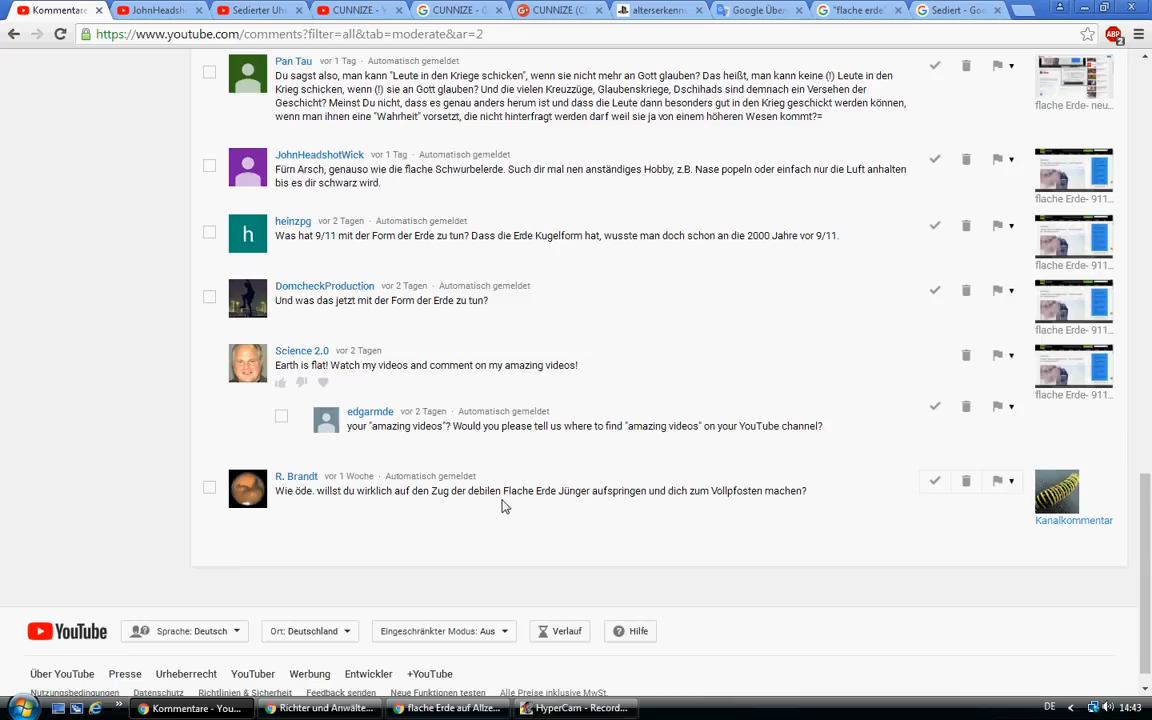 Kommentare
JohnHeadsh
Sedierter Uh
CUNNIZE -
CUNNIZE -
CUNNIZE (C
alterserkenn
Google Über
"flache erde"
Sediert - Goo
https://www.youtube.com/comments?filter=all&tab=moderate&ar=2
ABP
2
Pan Tau vor 1 Tag · Automatisch gemeldet
Du sagst also, man kann "Leute in den Kriege schicken", wenn sie nicht mehr an Gott glauben? Das heißt, man kann keine (!) Leute in den
Krieg schicken, wenn (!) sie an Gott glauben? Und die vielen Kreuzzüge, Glaubenskriege, Dschihads sind demnach ein Versehen der
Geschicht? Meinst Du nicht, dass es genau anders herum ist und dass die Leute dann besonders gut in den Krieg geschickt werden können,
wenn man ihnen eine "Wahrheit" vorsetzt, die nicht hinterfragt werden darf weil sie ja von einem höheren Wesen kommt?=
flache Erde- neu...
JohnHeadshotWick vor 1 Tag · Automatisch gemeldet
Fürn Arsch, genauso wie die flache Schwurbelerde. Such dir mal nen anständiges Hobby, z.B. Nase popeln oder einfach nur die Luft anhalten
bis es dir schwarz wird.
flache Erde- 911...
h
heinzpg vor 2 Tagen · Automatisch gemeldet
Was hat 9/11 mit der Form der Erde zu tun? Dass die Erde Kugelform hat, wusste man doch schon an die 2000 Jahre vor 9/11.
flache Erde- 911...
DomcheckProduction vor 2 Tagen · Automatisch gemeldet
Und was das jetzt mit der Form der Erde zu tun?
flache Erde- 911...
Science 2.0 vor 2 Tagen
Earth is flat! Watch my videos and comment on my amazing videos!
flache Erde- 911...
edgarmde vor 2 Tagen · Automatisch gemeldet
your "amazing videos"? Would you please tell us where to find "amazing videos" on your YouTube channel?
R. Brandt vor 1 Woche · Automatisch gemeldet
Wie öde. willst du wirklich auf den Zug der debilen Flache Erde Jünger aufspringen und dich zum Vollpfosten machen?
Kanalkommentar
YouTube
Sprache: Deutsch
Ort: Deutschland
Eingeschränkter Modus: Aus
Verlauf
Hilfe
Über YouTube Presse Urheberrecht YouTuber Werbung Entwickler +YouTube
Nutzungsbedingungen Datenschutz Richtlinien & Sicherheit Feedback senden Neue Funktionen testen Alle Preise inklusive MwSt.
Kommentare - You...
Richter und Anwälte...
flache Erde auf Allze...
HyperCam - Record...
DE
14:43